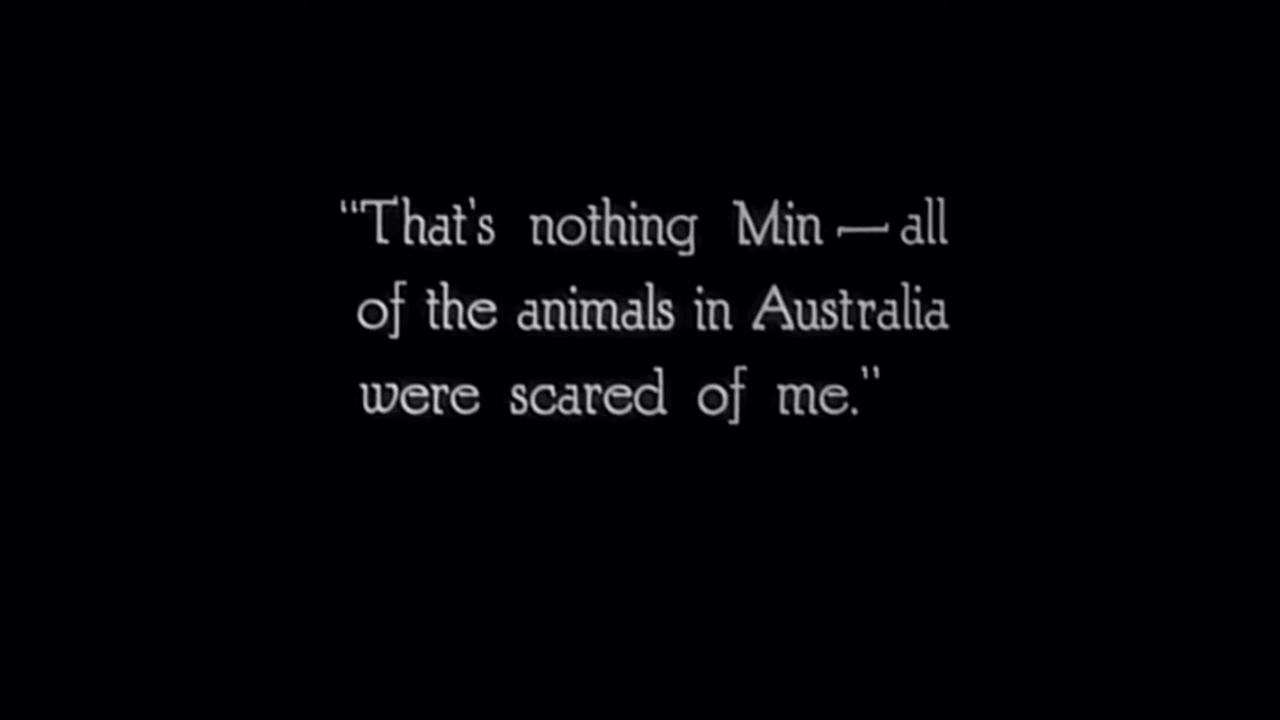 "That's nothing Min — all
of the animals in Australia
were scared of me."